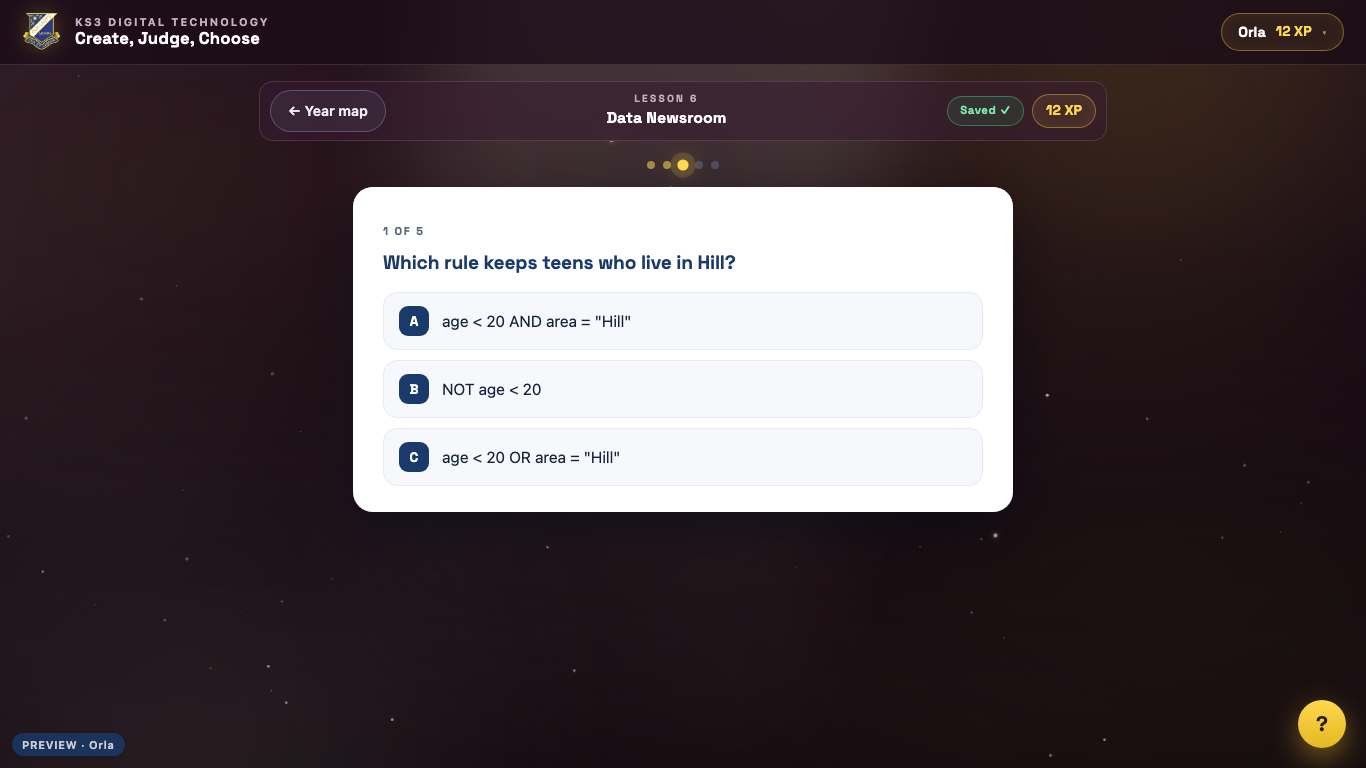 KS3 DIGITAL TECHNOLOGY
Create, Judge, Choose
Orla 12 XP
← Year map
LESSON 6
Data Newsroom
Saved ✓
12 XP
1 OF 5
Which rule keeps teens who live in Hill?
A age < 20 AND area = "Hill"
B NOT age < 20
C age < 20 OR area = "Hill"
?
PREVIEW · Orla